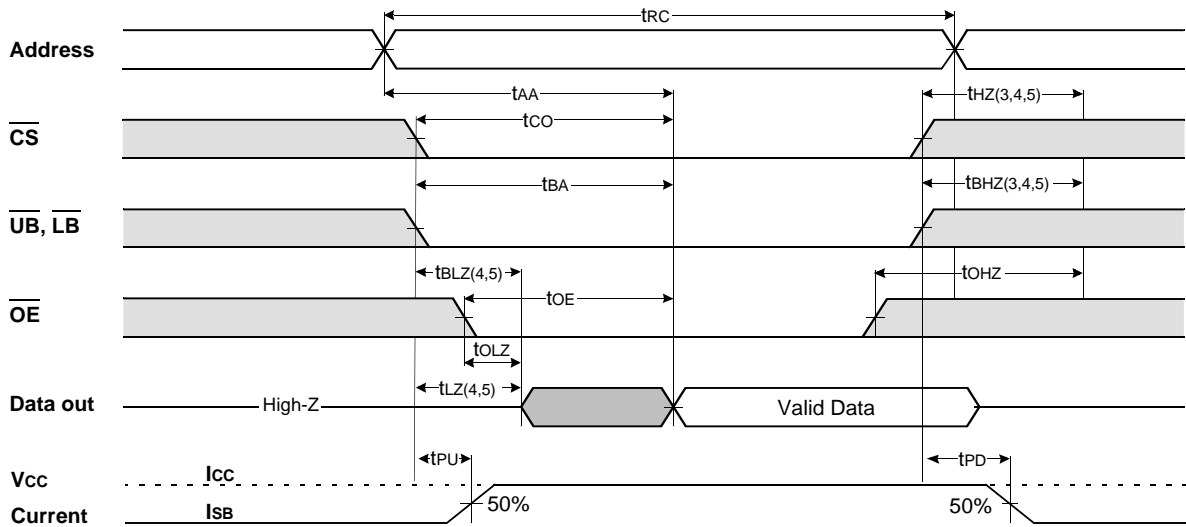 tRC
Address
tAA
tHZ(3,4,5)
CS
tCO
tBA
tBHZ(3,4,5)
UB, LB
tBLZ(4,5)
tOHZ
OE
tOE
tOLZ
tLZ(4,5)
Data out
High-Z
Valid Data
tPU
tPD
VCC
ICC
50%
50%
Current
ISB